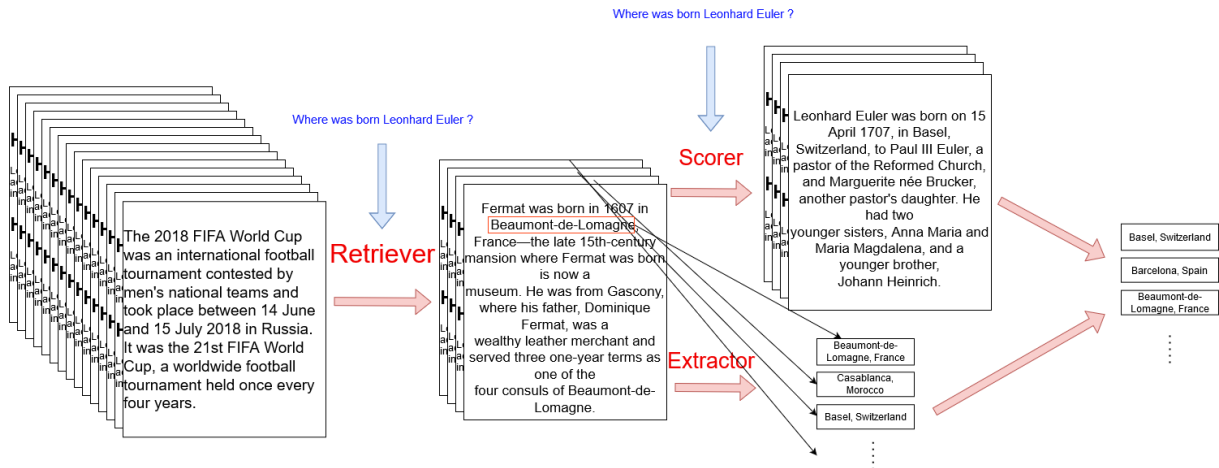 Where was born Leonhard Euler ?
Where was born Leonhard Euler ?
The 2018 FIFA World Cup
was an international football
tournament contested by
men's national teams and
took place between 14 June
and 15 July 2018 in Russia.
It was the 21st FIFA World
Cup, a worldwide football
tournament held once every
four years.
Retriever
Fermat was born in 1607 in
Beaumont-de-Lomagne,
France—the late 15th-century
mansion where Fermat was born
is now a
museum. He was from Gascony,
where his father, Dominique
Fermat, was a
wealthy leather merchant and
served three one-year terms as
one of the
four consuls of Beaumont-de-
Lomagne.
Scorer
Extractor
Leonhard Euler was born on 15
April 1707, in Basel,
Switzerland, to Paul III Euler, a
pastor of the Reformed Church,
and Marguerite née Brucker,
another pastor's daughter. He
had two
younger sisters, Anna Maria and
Maria Magdalena, and a
younger brother,
Johann Heinrich.
Beaumont-de-
Lomagne, France
Casablanca,
Morocco
Basel, Switzerland
Basel, Switzerland
Barcelona, Spain
Beaumont-de-
Lomagne, France